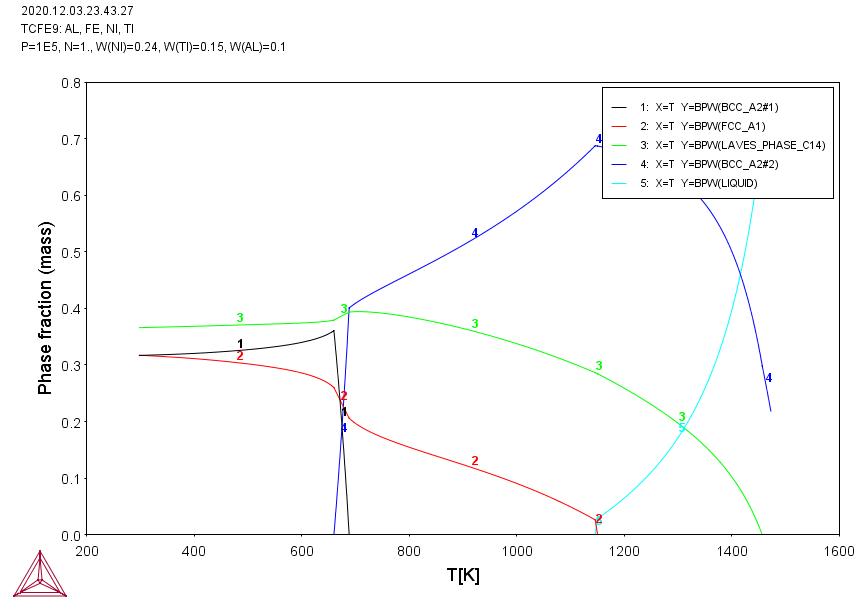 2020.12.03.23.43.27
TCFE9: AL, FE, NI, TI
P=1E5, N=1., W(NI)=0.24, W(TI)=0.15, W(AL)=0.1
0.8
0.7
0.6
0.5
0.4
0.3
0.2
0.1
0.0
Phase fraction (mass)
1: X=T Y=BPW(BCC_A2#1)
2: X=T Y=BPW(FCC_A1)
3: X=T Y=BPW(LAVES_PHASE_C14)
4: X=T Y=BPW(BCC_A2#2)
5: X=T Y=BPW(LIQUID)
4
4
3
3
3
3
3
1
2
2
1
4
2
2
5
4
200 400 600 800 1000 1200 1400 1600
T[K]